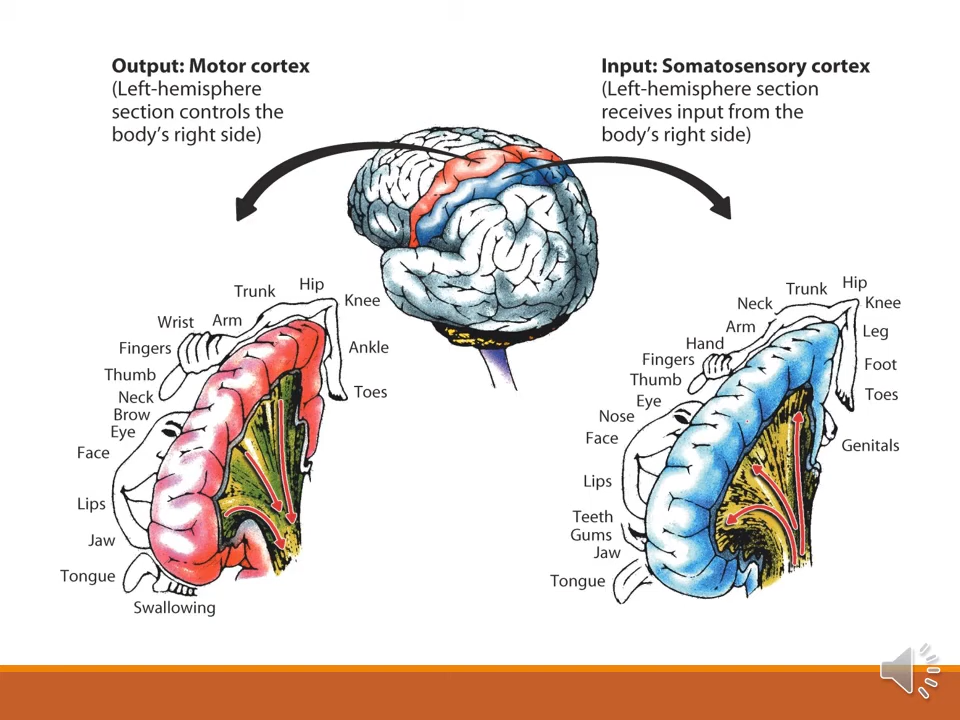 Output: Motor cortex
(Left-hemisphere
section controls the
body's right side)
Input: Somatosensory cortex
(Left-hemisphere section
receives input from the
body's right side)
Hip
Trunk
Knee
Wrist
Arm
Fingers
Ankle
Thumb
Toes
Neck
Brow
Eye
Face
Lips
Jaw
Tongue
Swallowing
Hip
Trunk
Neck
Knee
Arm
Leg
Hand
Fingers
Foot
Thumb
Toes
Eye
Nose
Face
Genitals
Lips
Teeth
Gums
Jaw
Tongue